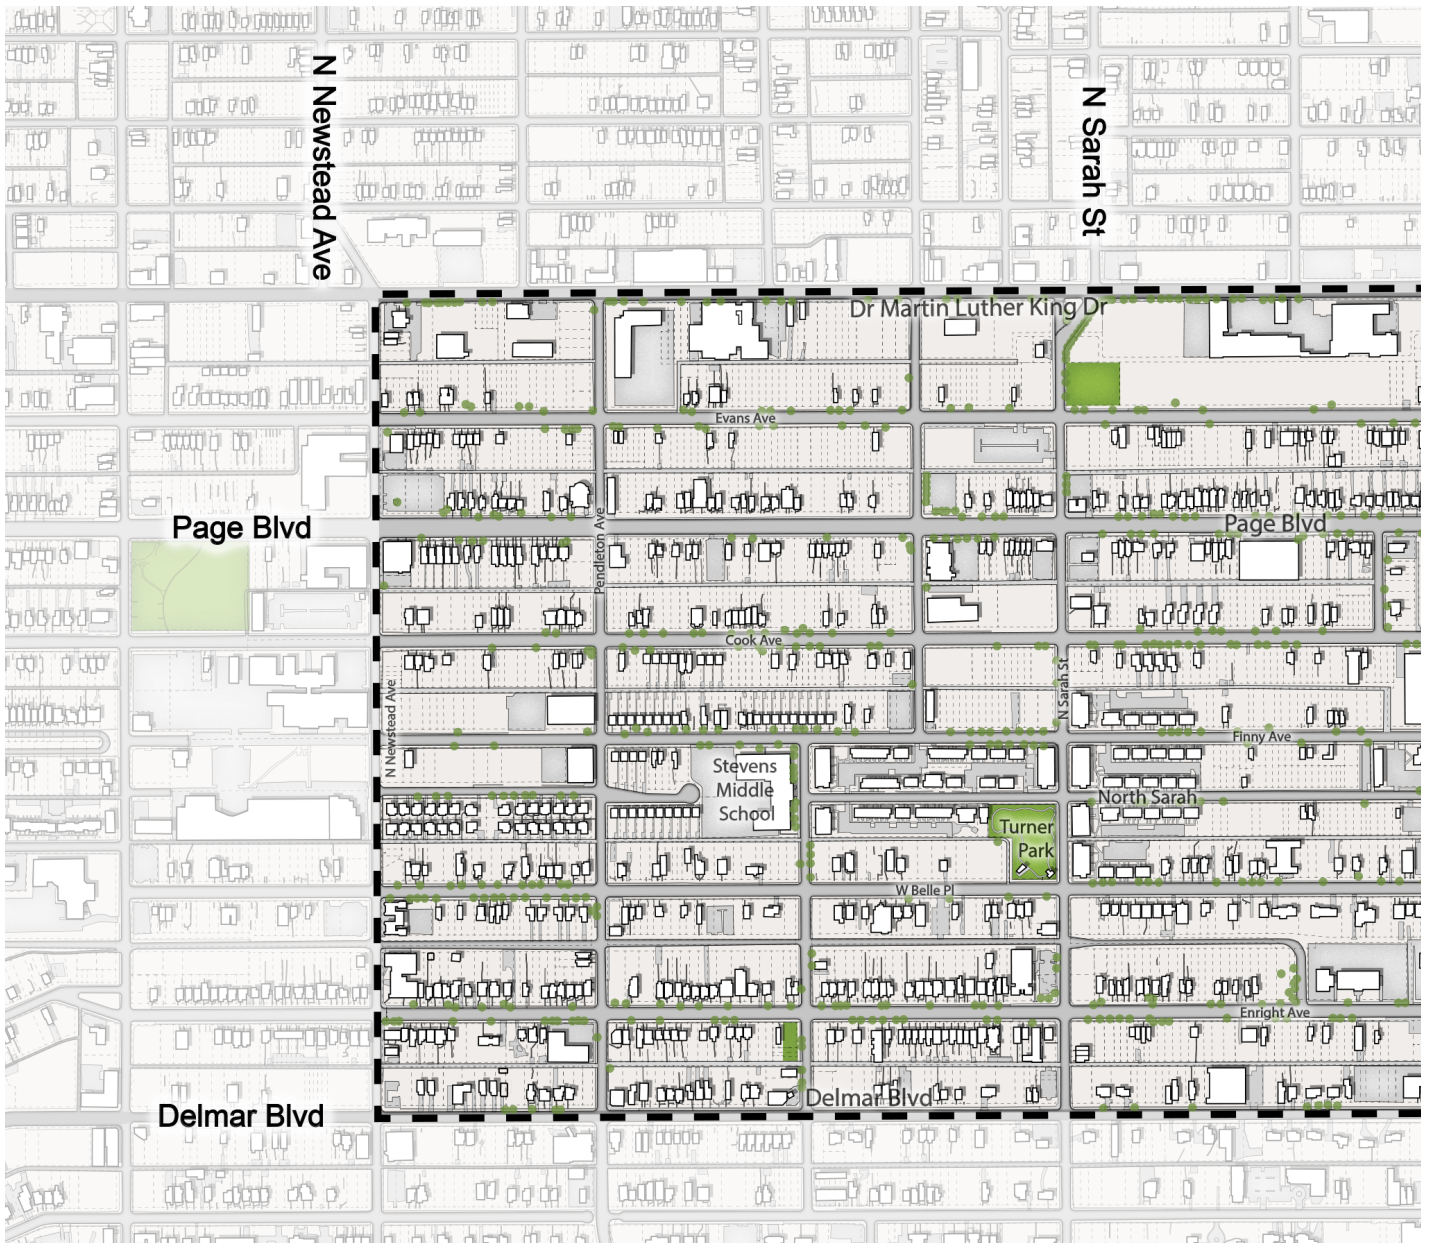 N Newstead Ave
N Sarah St
Dr Martin Luther King Dr
Evans Ave
Page Blvd
Page Blvd
Pendleton Ave
Cook Ave
N Newstead Ave
N Sarah St
Finny Ave
Stevens
Middle
School
North Sarah
Turner
Park
W Belle Pl
Enright Ave
Delmar Blvd
Delmar Blvd